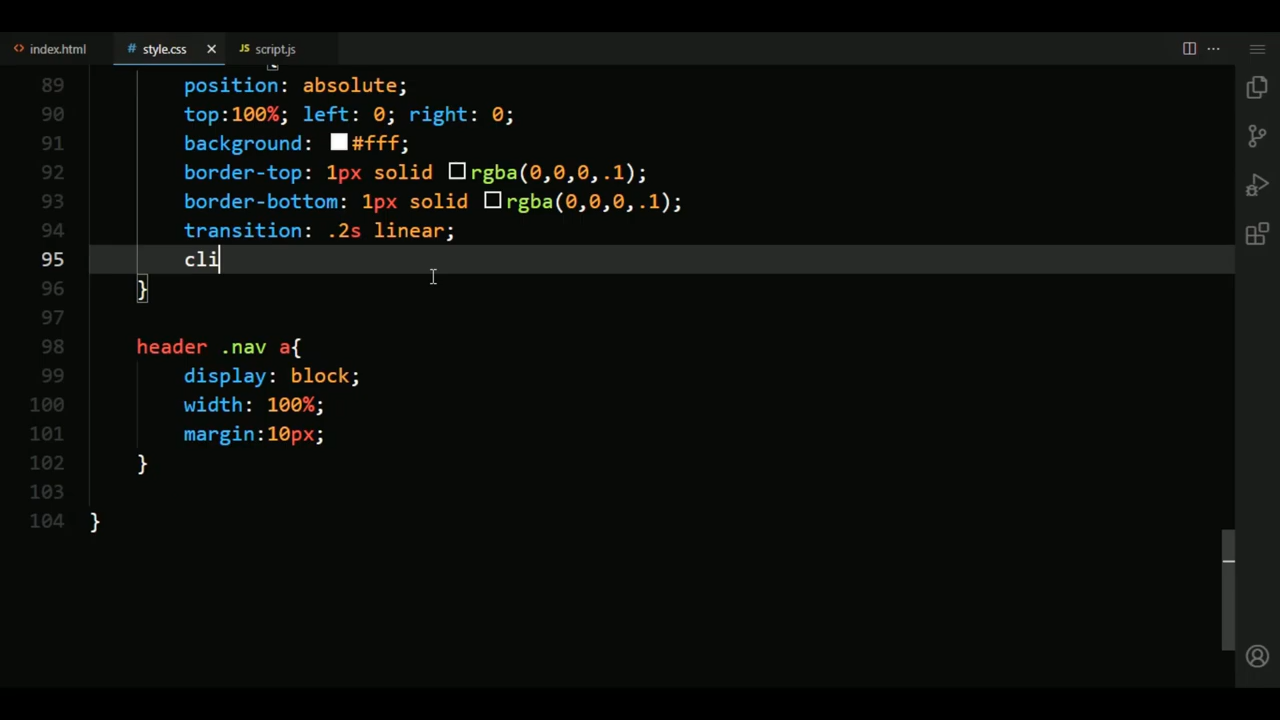 index.html
# style.css
JS script.js
89 position: absolute;
90 top:100%; left: 0; right: 0;
91 background: #fff;
92 border-top: 1px solid rgba(0,0,0,.1);
93 border-bottom: 1px solid rgba(0,0,0,.1);
94 transition: .2s linear;
95 cli
96 }
97
98 header .nav a{
99 display: block;
100 width: 100%;
101 margin:10px;
102 }
103
104 }